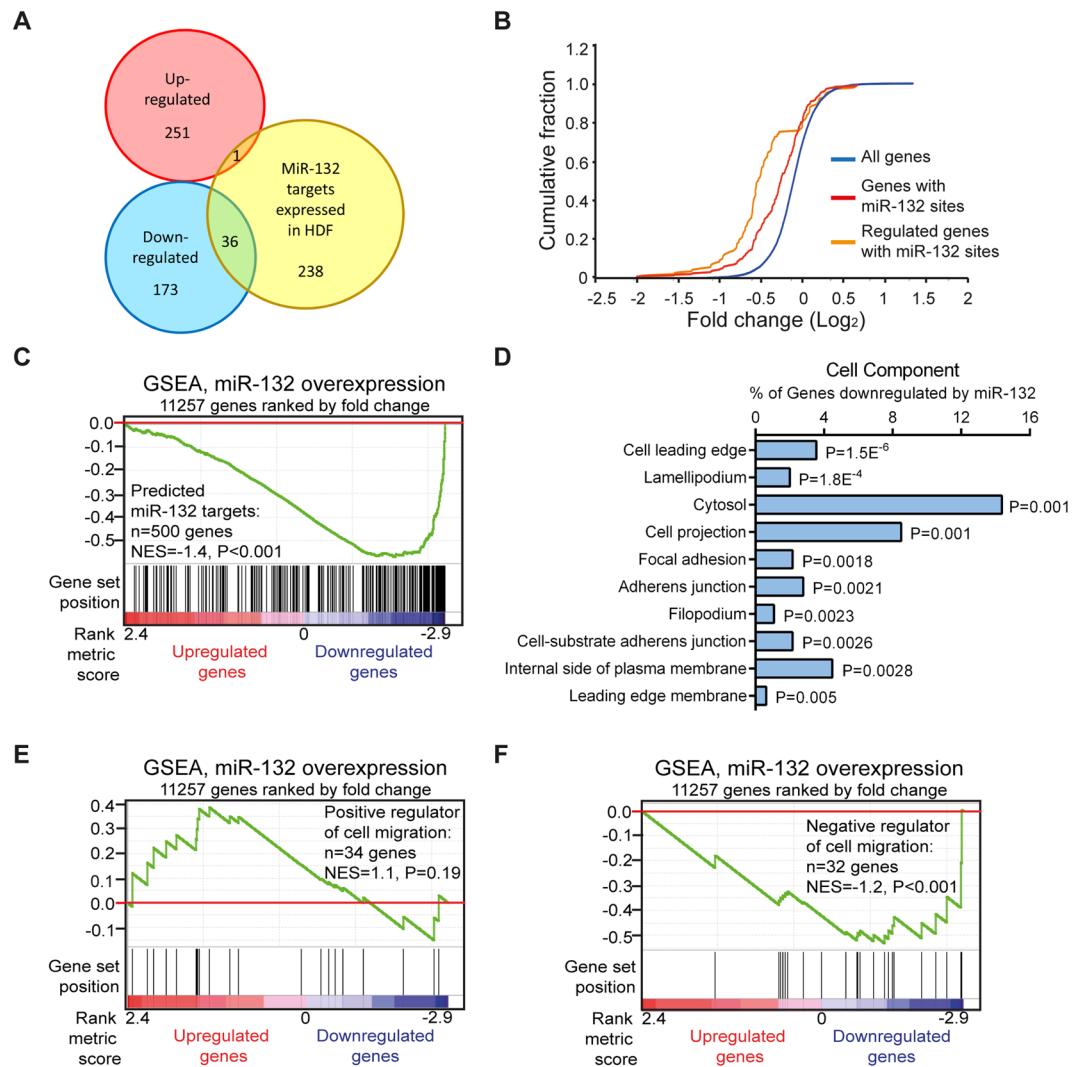 A
Up-
regulated
251
1
MiR-132
targets
expressed
in HDF
238
Down-
regulated
173
36
B
Cumulative fraction
1.2
1.0
0.8
0.6
0.4
0.2
0
-2.5
-2
-1.5
-1
-0.5
0
0.5
1
1.5
2
Fold change (Log2)
All genes
Genes with
miR-132 sites
Regulated genes
with miR-132 sites
C
GSEA, miR-132 overexpression
11257 genes ranked by fold change
0.0
-0.1
-0.2
-0.3
-0.4
-0.5
Predicted
miR-132 targets:
n=500 genes
NES=-1.4, P<0.001
Gene set
position
Rank
metric
score
2.4
0
-2.9
Upregulated
genes
Downregulated
genes
D
Cell Component
% of Genes downregulated by miR-132
0
4
8
12
16
Cell leading edge P=1.5E-6
Lamellipodium P=1.8E-4
Cytosol P=0.001
Cell projection P=0.001
Focal adhesion P=0.0018
Adherens junction P=0.0021
Filopodium P=0.0023
Cell-substrate adherens junction P=0.0026
Internal side of plasma membrane P=0.0028
Leading edge membrane P=0.005
E
GSEA, miR-132 overexpression
11257 genes ranked by fold change
0.4
0.3
0.2
0.1
0.0
-0.1
Positive regulator
of cell migration:
n=34 genes
NES=1.1, P=0.19
Gene set
position
Rank
metric
score
2.4
0
-2.9
Upregulated
genes
Downregulated
genes
F
GSEA, miR-132 overexpression
11257 genes ranked by fold change
0.0
-0.1
-0.2
-0.3
-0.4
-0.5
Negative regulator
of cell migration:
n=32 genes
NES=-1.2, P<0.001
Gene set
position
Rank
metric
score
2.4
0
-2.9
Upregulated
genes
Downregulated
genes